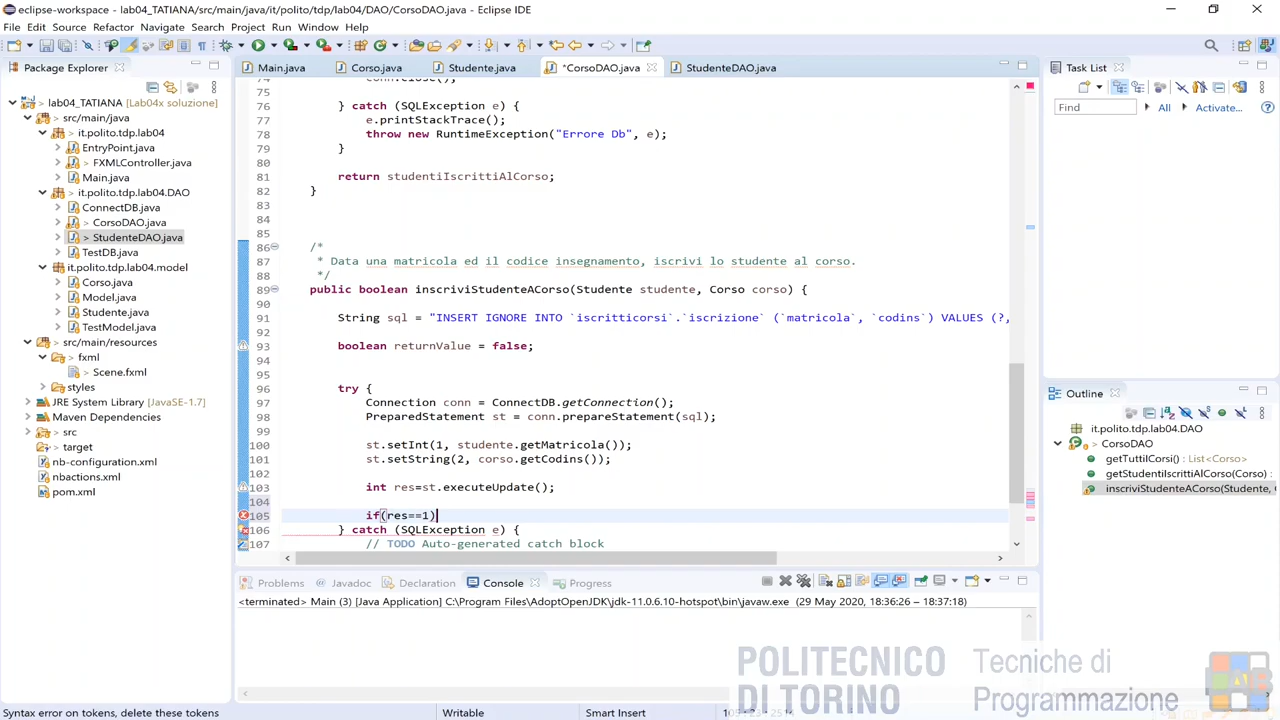 eclipse-workspace - lab04_TATIANA/src/main/java/it/polito/tdp/lab04/DAO/CorsoDAO.java - Eclipse IDE
File Edit Source Refactor Navigate Search Project Run Window Help
Package Explorer
Main.java Corso.java Studente.java *CorsoDAO.java StudenteDAO.java
Task List
lab04_TATIANA [Lab04x soluzione]
src/main/java
it.polito.tdp.lab04
EntryPoint.java
> FXMLController.java
Main.java
it.polito.tdp.lab04.DAO
ConnectDB.java
> CorsoDAO.java
> StudenteDAO.java
TestDB.java
it.polito.tdp.lab04.model
Corso.java
Model.java
Studente.java
TestModel.java
src/main/resources
fxml
Scene.fxml
styles
JRE System Library [JavaSE-1.7]
Maven Dependencies
src
target
nb-configuration.xml
nbactions.xml
pom.xml
74 conn.close();
75
76 } catch (SQLException e) {
77 e.printStackTrace();
78 throw new RuntimeException("Errore Db", e);
79 }
80
81 return studentiIscrittiAlCorso;
82 }
83
84
85
86 /*
87 * Data una matricola ed il codice insegnamento, iscrivi lo studente al corso.
88 */
89 public boolean inscriviStudenteACorso(Studente studente, Corso corso) {
90
91 String sql = "INSERT IGNORE INTO `iscritticorsi`.`iscrizione` (`matricola`, `codins`) VALUES (?,
92
93 boolean returnValue = false;
94
95
96 try {
97 Connection conn = ConnectDB.getConnection();
98 PreparedStatement st = conn.prepareStatement(sql);
99
100 st.setInt(1, studente.getMatricola());
101 st.setString(2, corso.getCodins());
102
103 int res=st.executeUpdate();
104
105 if(res==1)
106 } catch (SQLException e) {
107 // TODO Auto-generated catch block
Find All Activate...
Outline
it.polito.tdp.lab04.DAO
CorsoDAO
getTuttiICorsi() : List<Corso>
getStudentiIscrittiAlCorso(Corso) :
inscriviStudenteACorso(Studente,
Problems Javadoc Declaration Console Progress
<terminated> Main (3) [Java Application] C:\Program Files\AdoptOpenJDK\jdk-11.0.6.10-hotspot\bin\javaw.exe (29 May 2020, 18:36:26 – 18:37:18)
POLITECNICO
DI TORINO
Tecniche di
Programmazione
Syntax error on tokens, delete these tokens Writable Smart Insert 105 : 23 : 2514